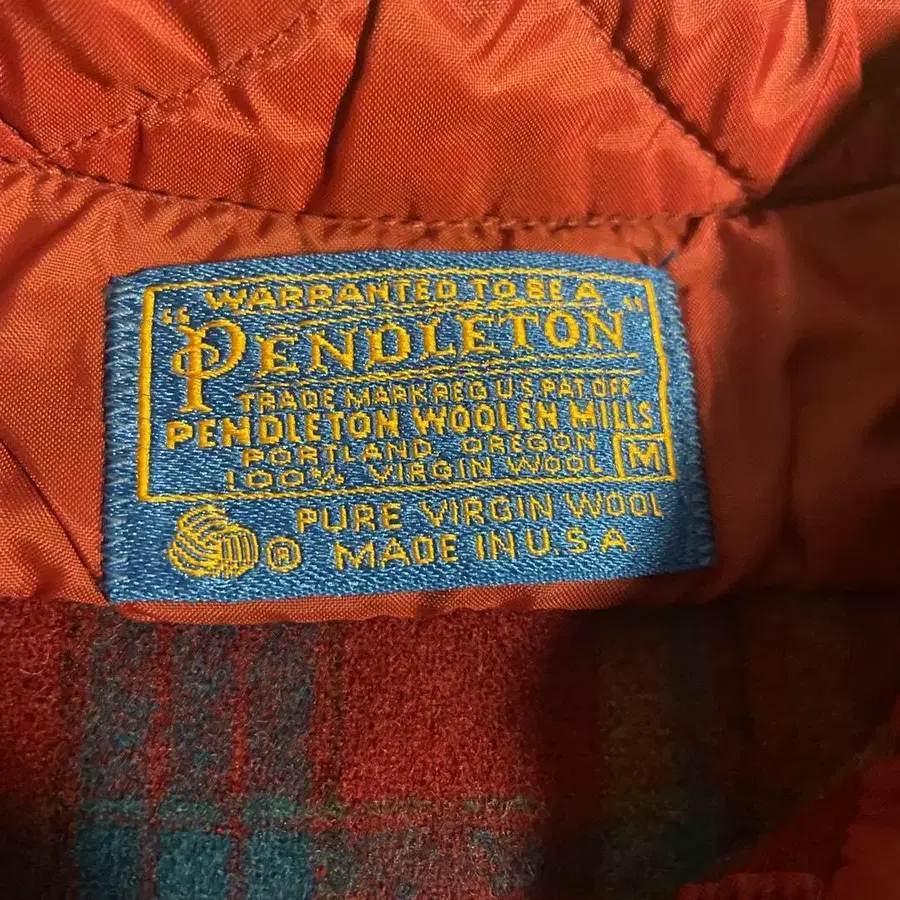 WARRANTED TO BE A
"PENDLETON"
TRADE MARK REG U.S. PAT. OFF.
PENDLETON WOOLEN MILLS
PORTLAND, OREGON
100% VIRGIN WOOL M
PURE VIRGIN WOOL
® MADE IN U.S.A.